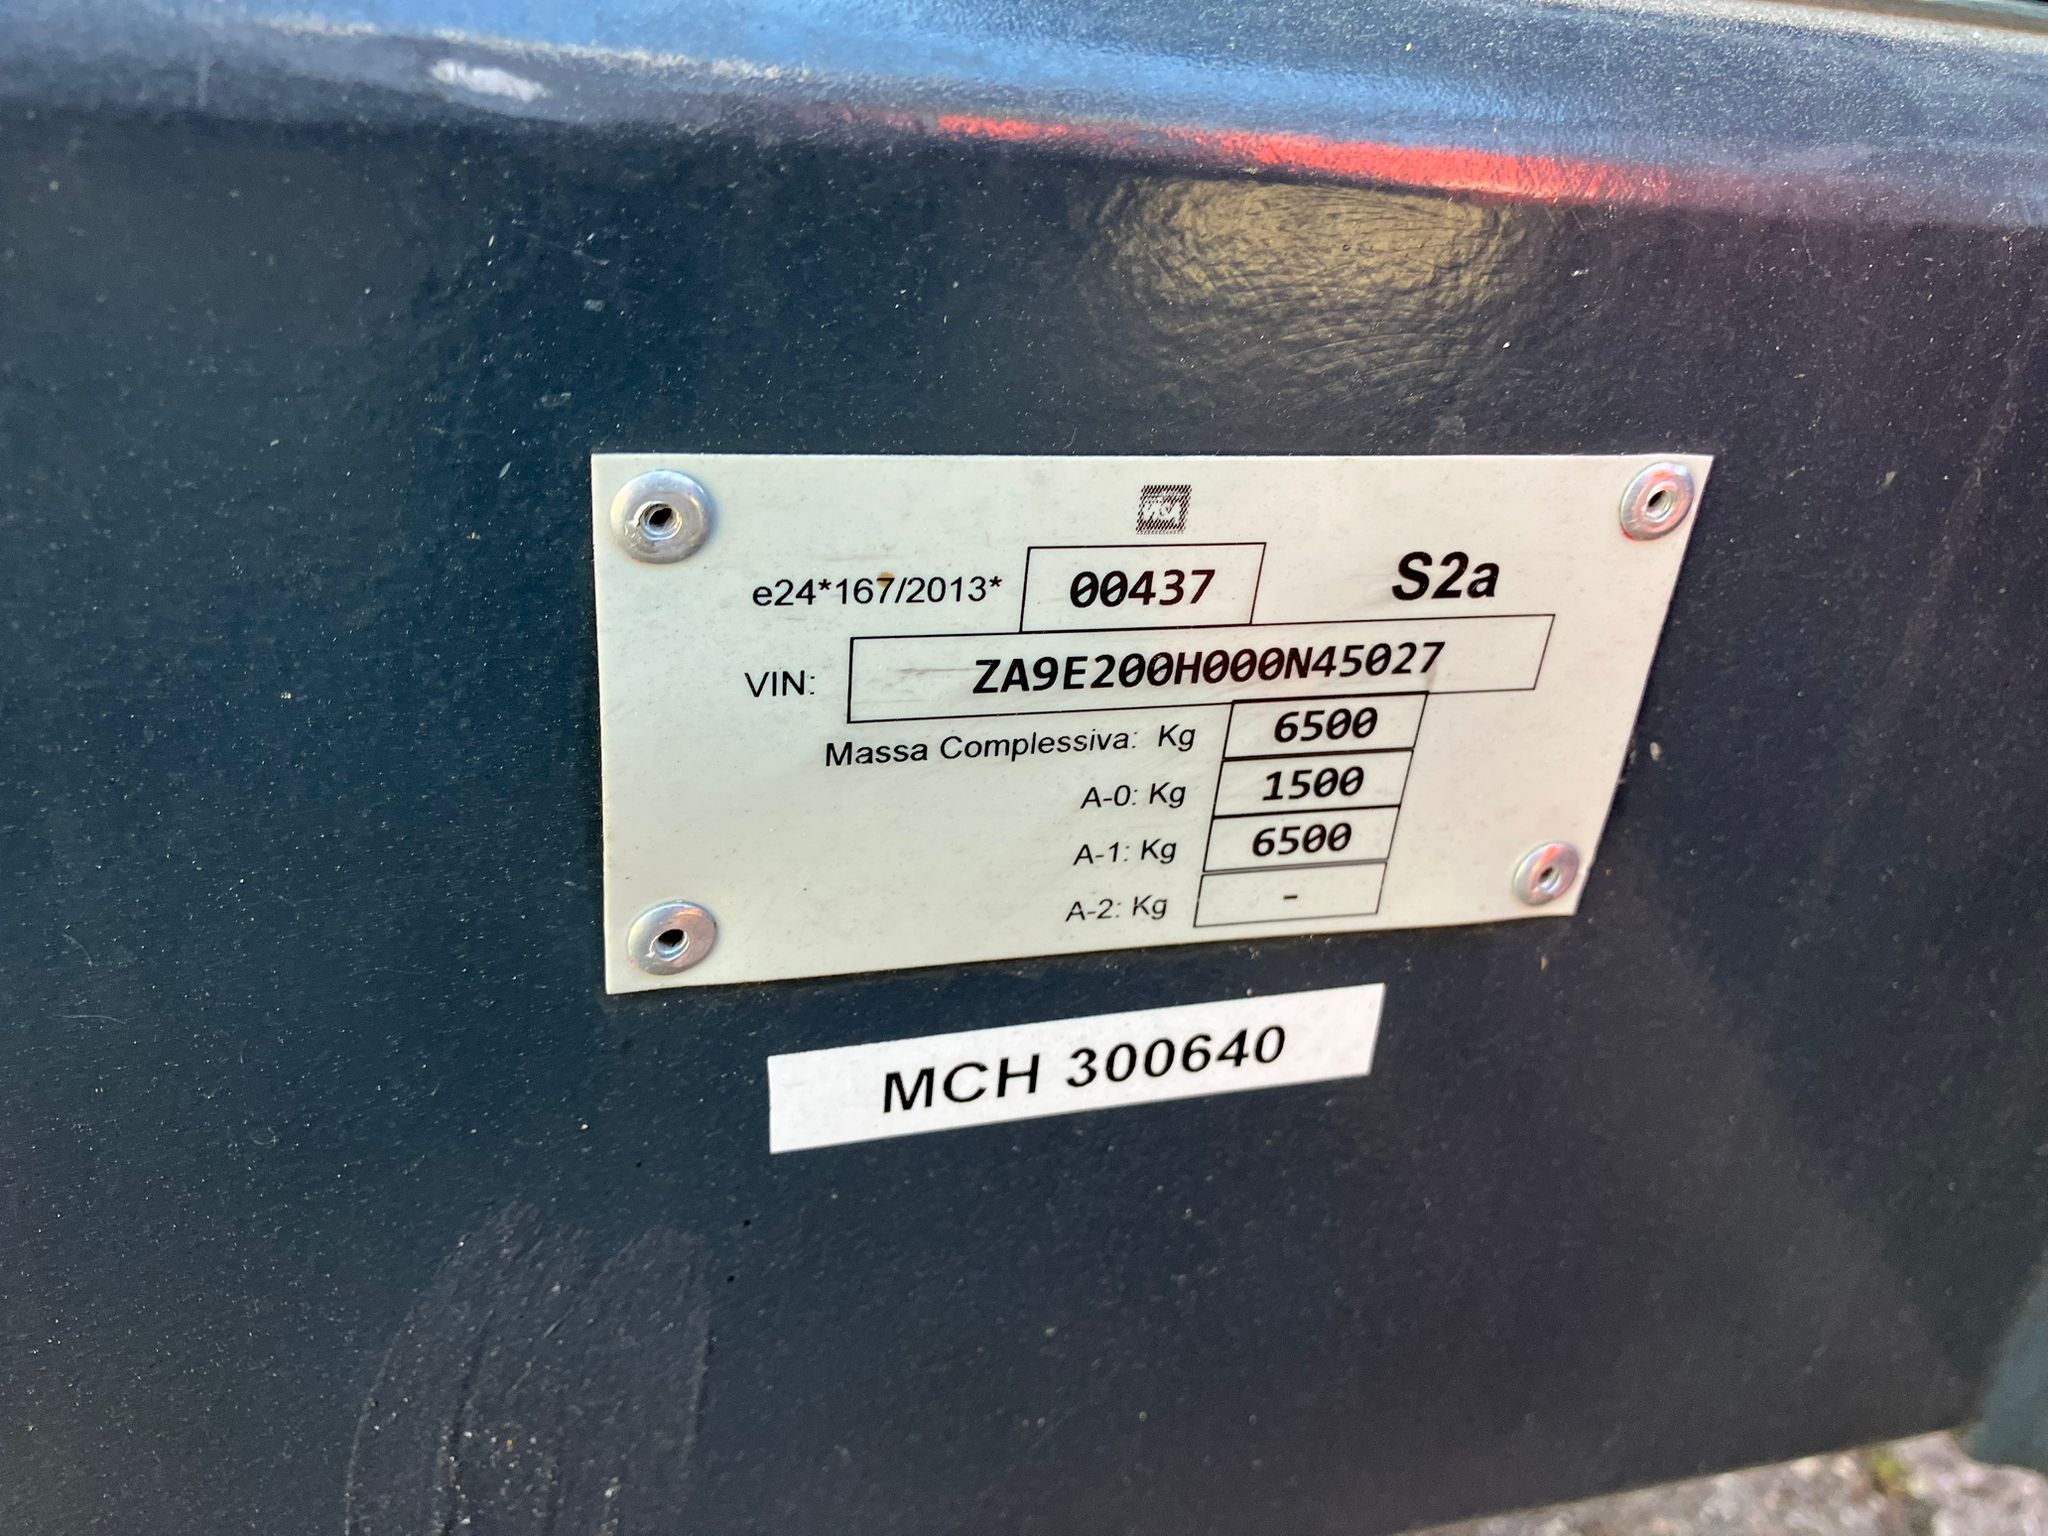 e24*167/2013* 00437 S2a
VIN: ZA9E200H000N45027
Massa Complessiva: Kg 6500
A-0: Kg 1500
A-1: Kg 6500
A-2: Kg -
MCH 300640